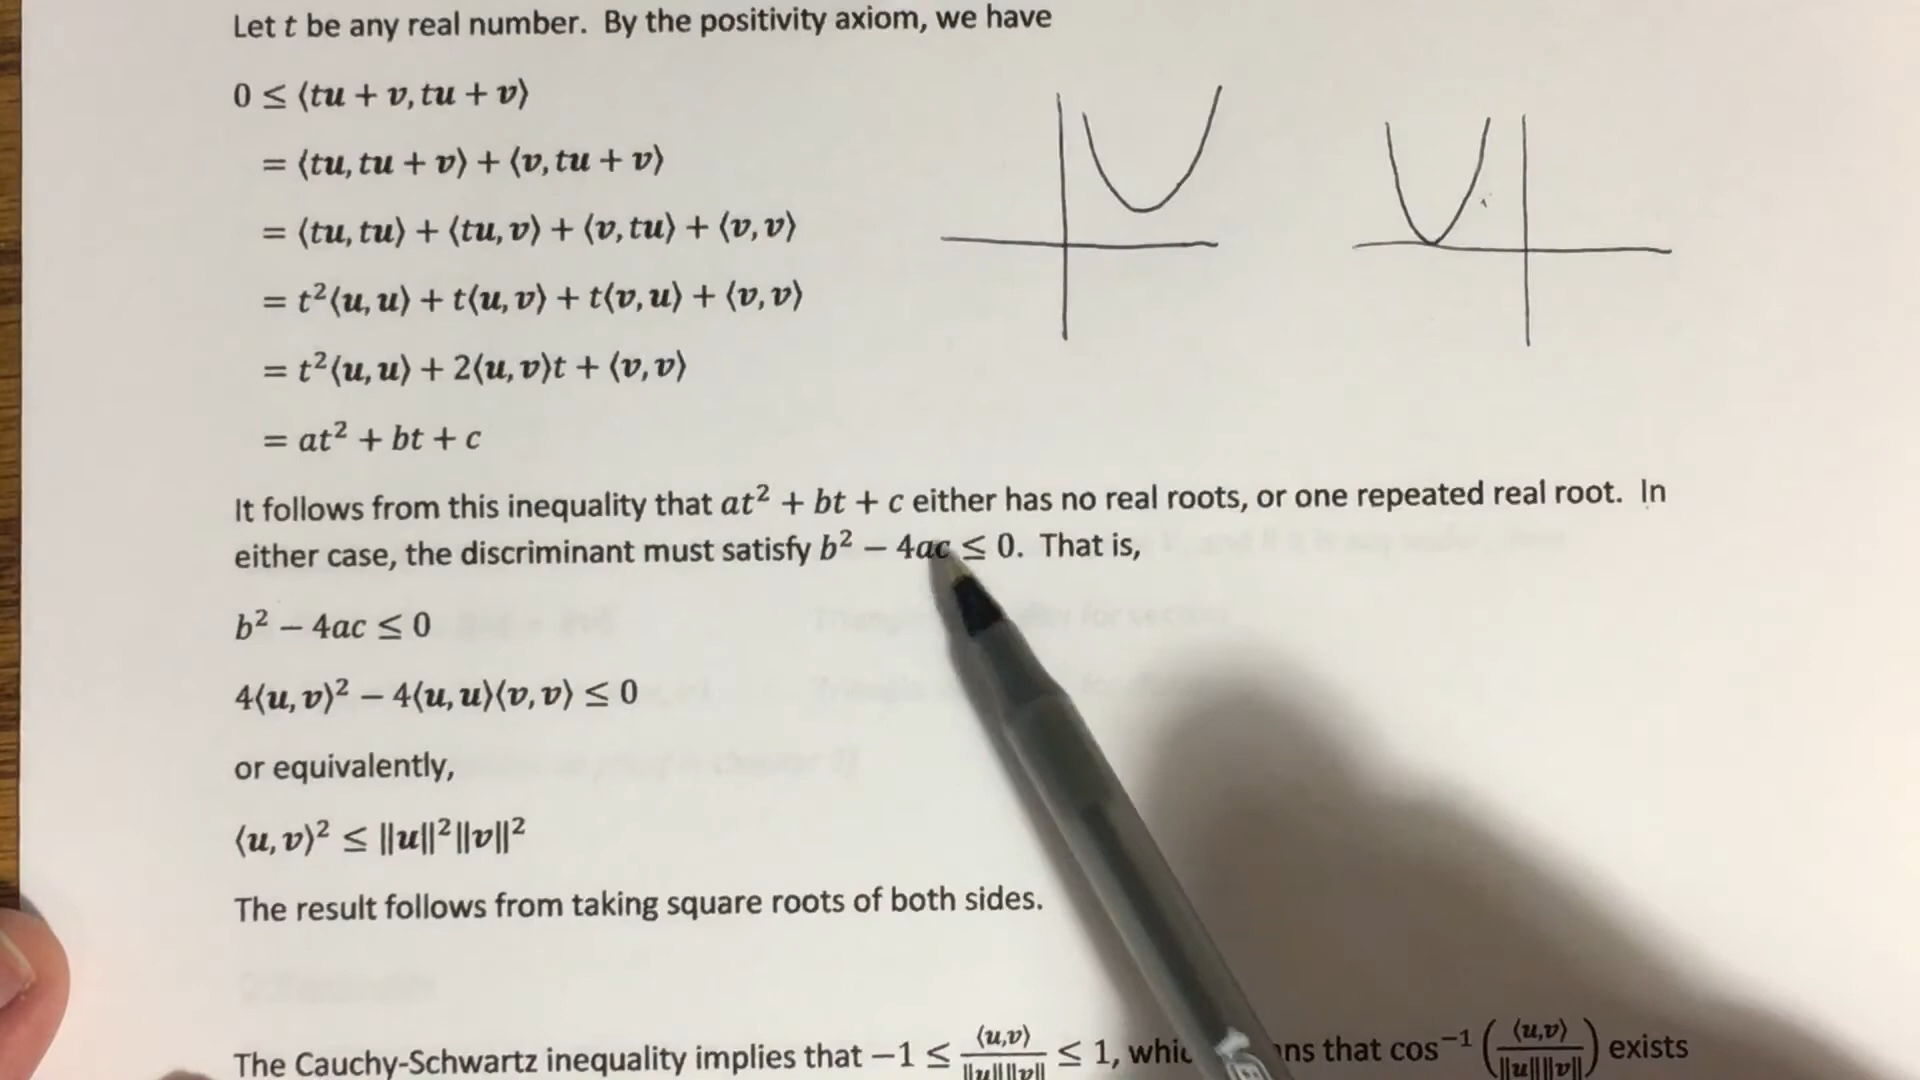 Let t be any real number. By the positivity axiom, we have
0 ≤ ⟨tu + v, tu + v⟩
= ⟨tu, tu + v⟩ + ⟨v, tu + v⟩
= ⟨tu, tu⟩ + ⟨tu, v⟩ + ⟨v, tu⟩ + ⟨v, v⟩
= t²⟨u, u⟩ + t⟨u, v⟩ + t⟨v, u⟩ + ⟨v, v⟩
= t²⟨u, u⟩ + 2⟨u, v⟩t + ⟨v, v⟩
= at² + bt + c
It follows from this inequality that at² + bt + c either has no real roots, or one repeated real root. In
either case, the discriminant must satisfy b² − 4ac ≤ 0. That is,
b² − 4ac ≤ 0
4⟨u, v⟩² − 4⟨u, u⟩⟨v, v⟩ ≤ 0
or equivalently,
⟨u, v⟩² ≤ ‖u‖²‖v‖²
The result follows from taking square roots of both sides.
The Cauchy-Schwartz inequality implies that −1 ≤ ⟨u,v⟩/‖u‖‖v‖ ≤ 1, that cos⁻¹(⟨u,v⟩/‖u‖‖v‖) exists